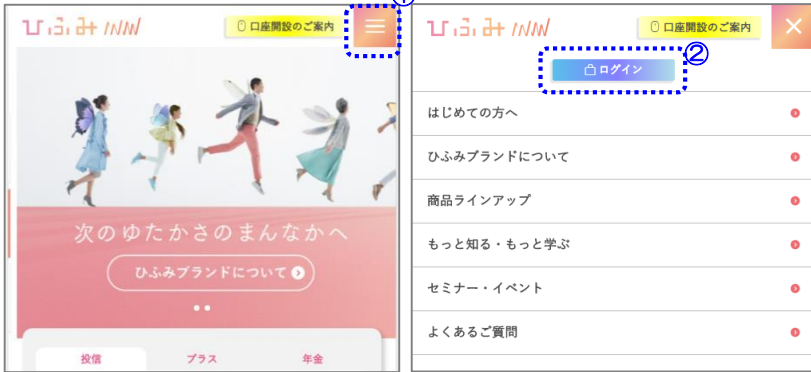 ①
ひふみ
口座開設のご案内
次のゆたかさのまんなかへ
ひふみブランドについて
投信
プラス
年金
ひふみ
口座開設のご案内
②
ログイン
はじめての方へ
ひふみブランドについて
商品ラインアップ
もっと知る・もっと学ぶ
セミナー・イベント
よくあるご質問